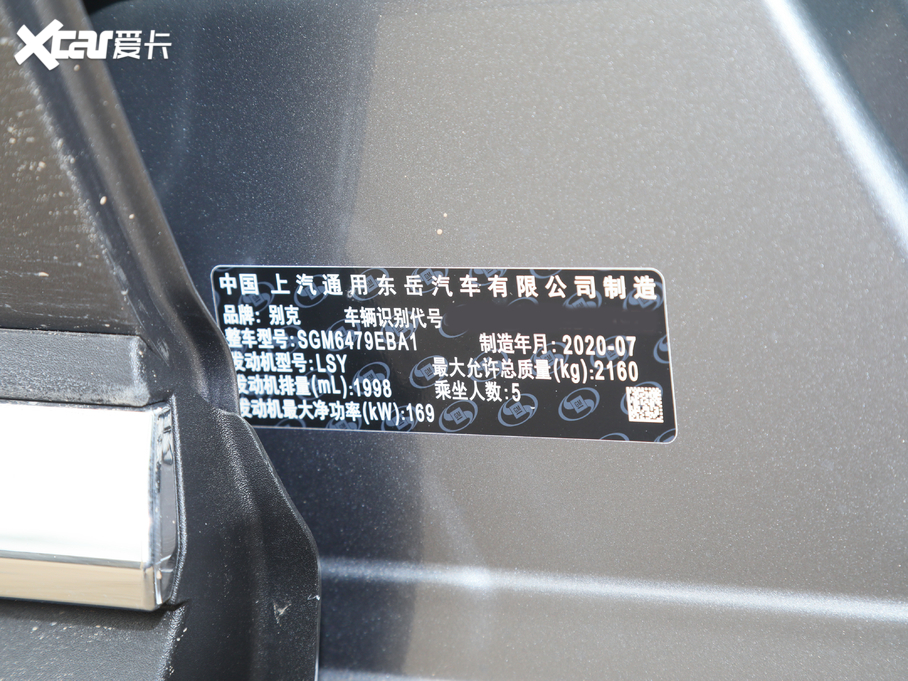 Xcar爱卡
中国上汽通用东岳汽车有限公司制造
品牌: 别克 车辆识别代号
整车型号:SGM6479EBA1 制造年月: 2020-07
发动机型号:LSY 最大允许总质量(kg):2160
发动机排量(mL):1998 乘坐人数:5
发动机最大净功率(kW):169